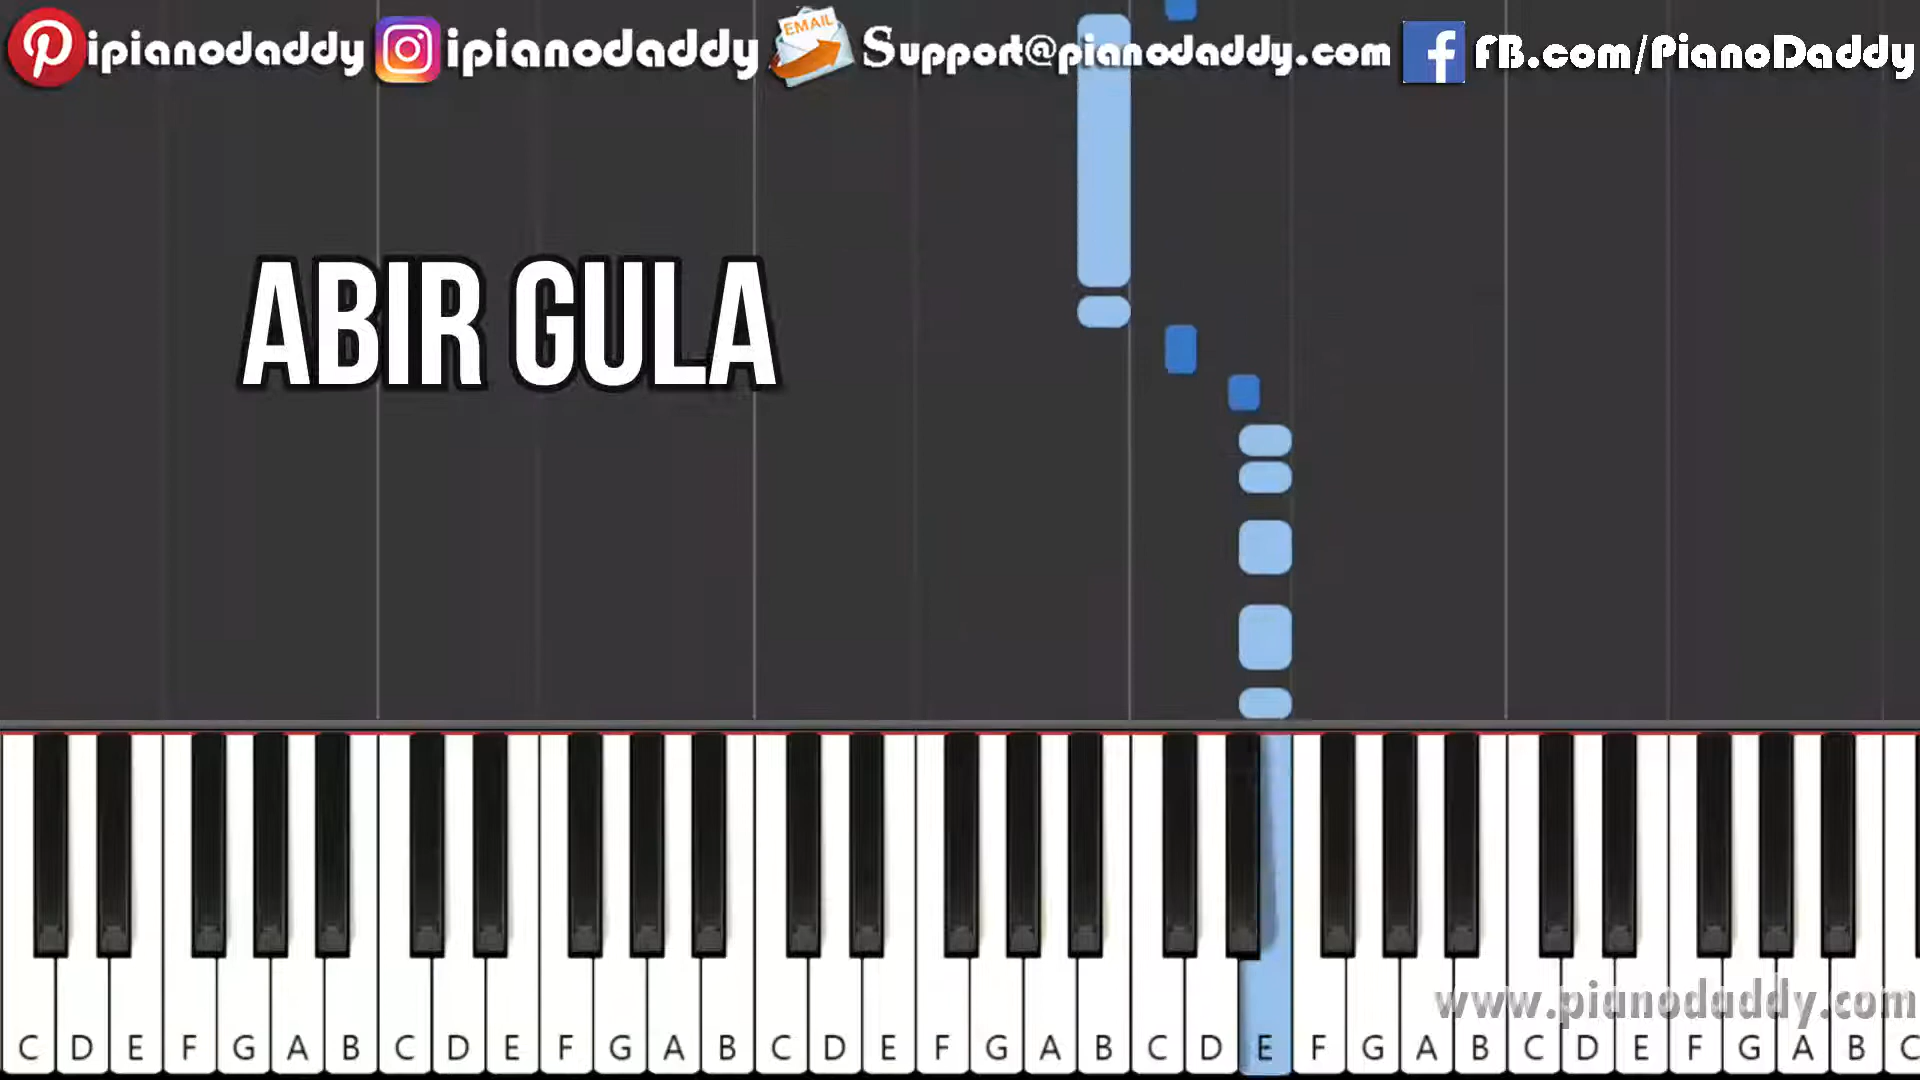 ipianodaddy ipianodaddy EMAIL Support@pianodaddy.com FB.com/PianoDaddy
ABIR GULA
www.pianodaddy.com
C D E F G A B C D E F G A B C D E F G A B C D E F G A B C D E F G A B C